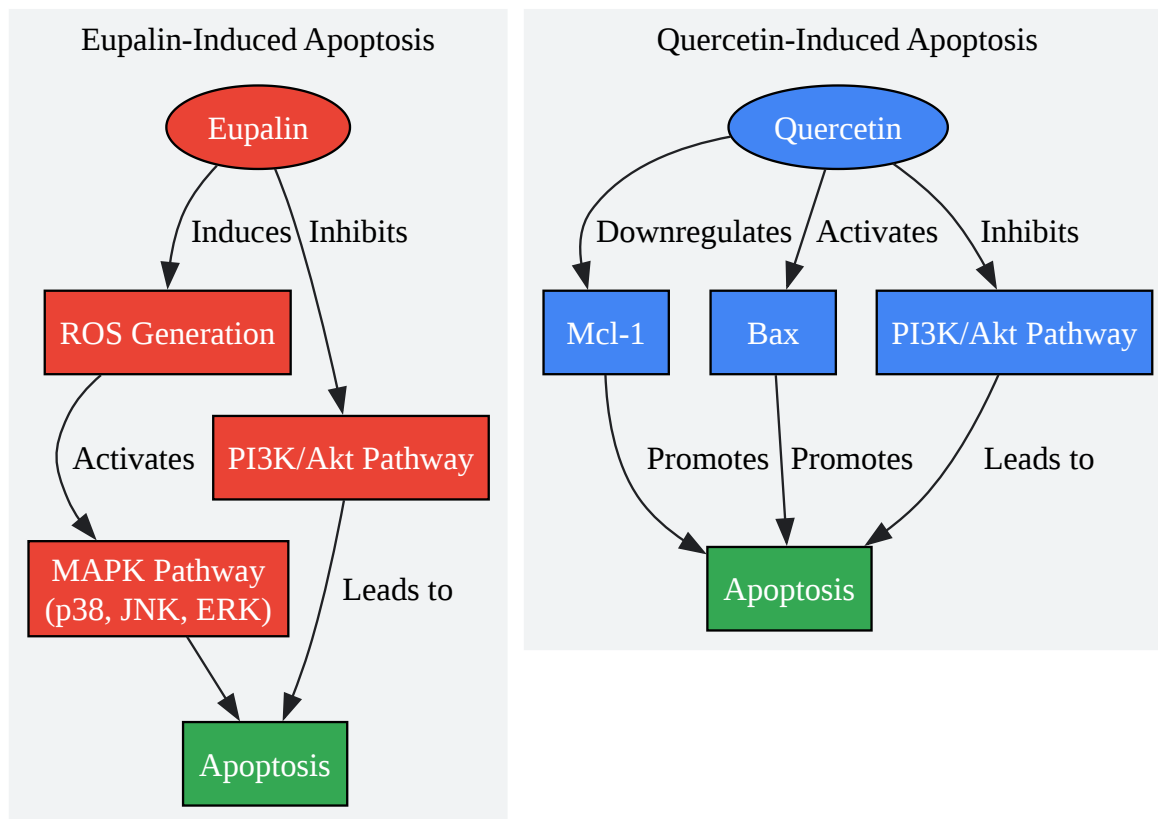 Eupalin-Induced Apoptosis
Eupalin
Induces
Inhibits
ROS Generation
Activates
PI3K/Akt Pathway
MAPK Pathway
(p38, JNK, ERK)
Leads to
Apoptosis
Quercetin-Induced Apoptosis
Quercetin
Downregulates
Activates
Inhibits
Mcl-1
Bax
PI3K/Akt Pathway
Promotes
Promotes
Leads to
Apoptosis